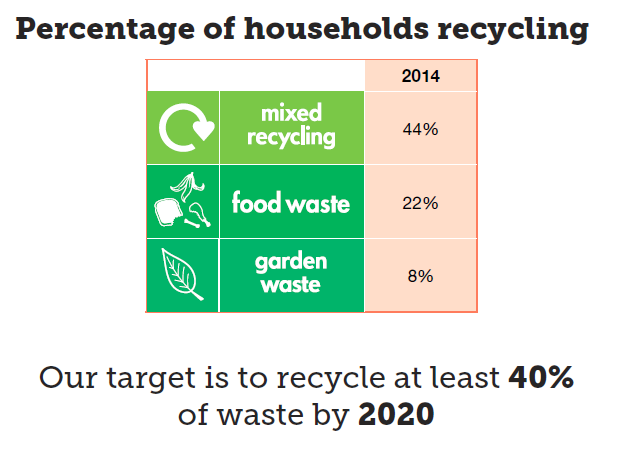 Percentage of households recycling
2014
mixed
recycling
44%
food waste
22%
garden
waste
8%
Our target is to recycle at least 40%
of waste by 2020